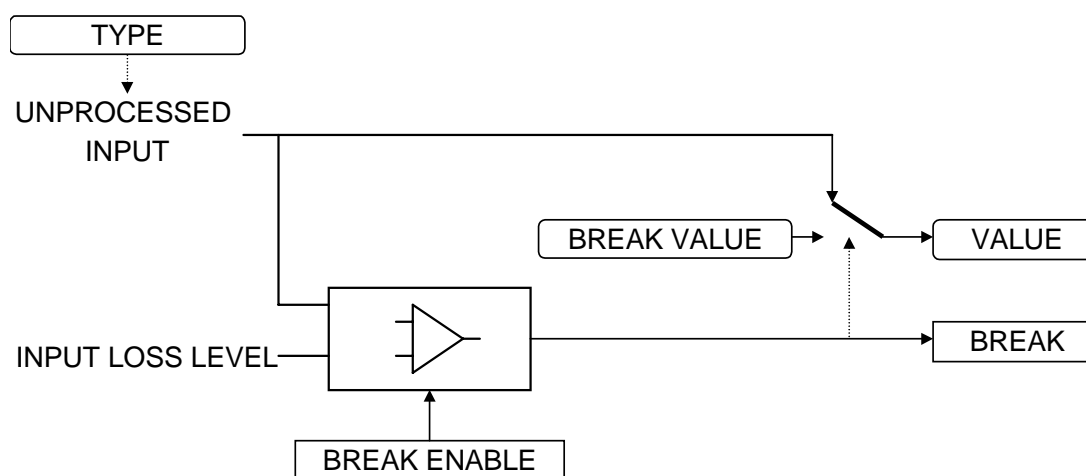 TYPE
UNPROCESSED
INPUT
BREAK VALUE
VALUE
INPUT LOSS LEVEL
BREAK
BREAK ENABLE